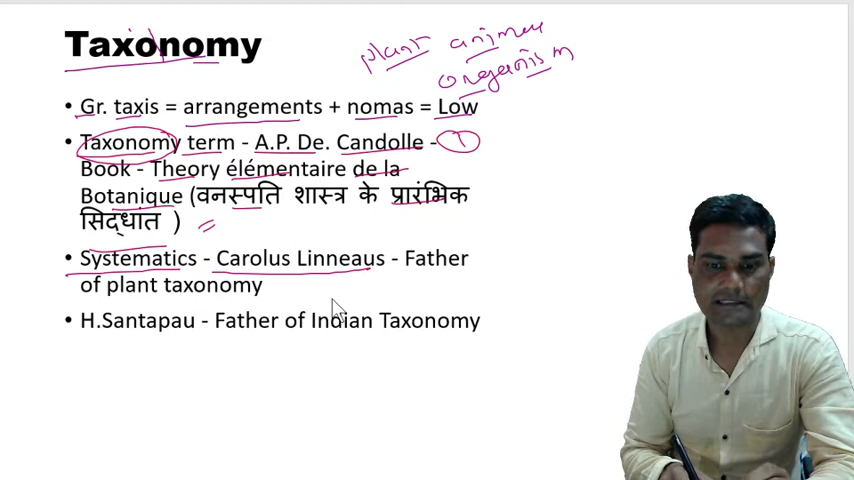 Taxonomy
plant animal
organism
• Gr. taxis = arrangements + nomas = Low
• Taxonomy term - A.P. De. Candolle - 1
Book - Theory élémentaire de la
Botanique (वनस्पति शास्त्र के प्रारंभिक
सिद्धात )
• Systematics - Carolus Linneaus - Father
of plant taxonomy
• H.Santapau - Father of Indian Taxonomy